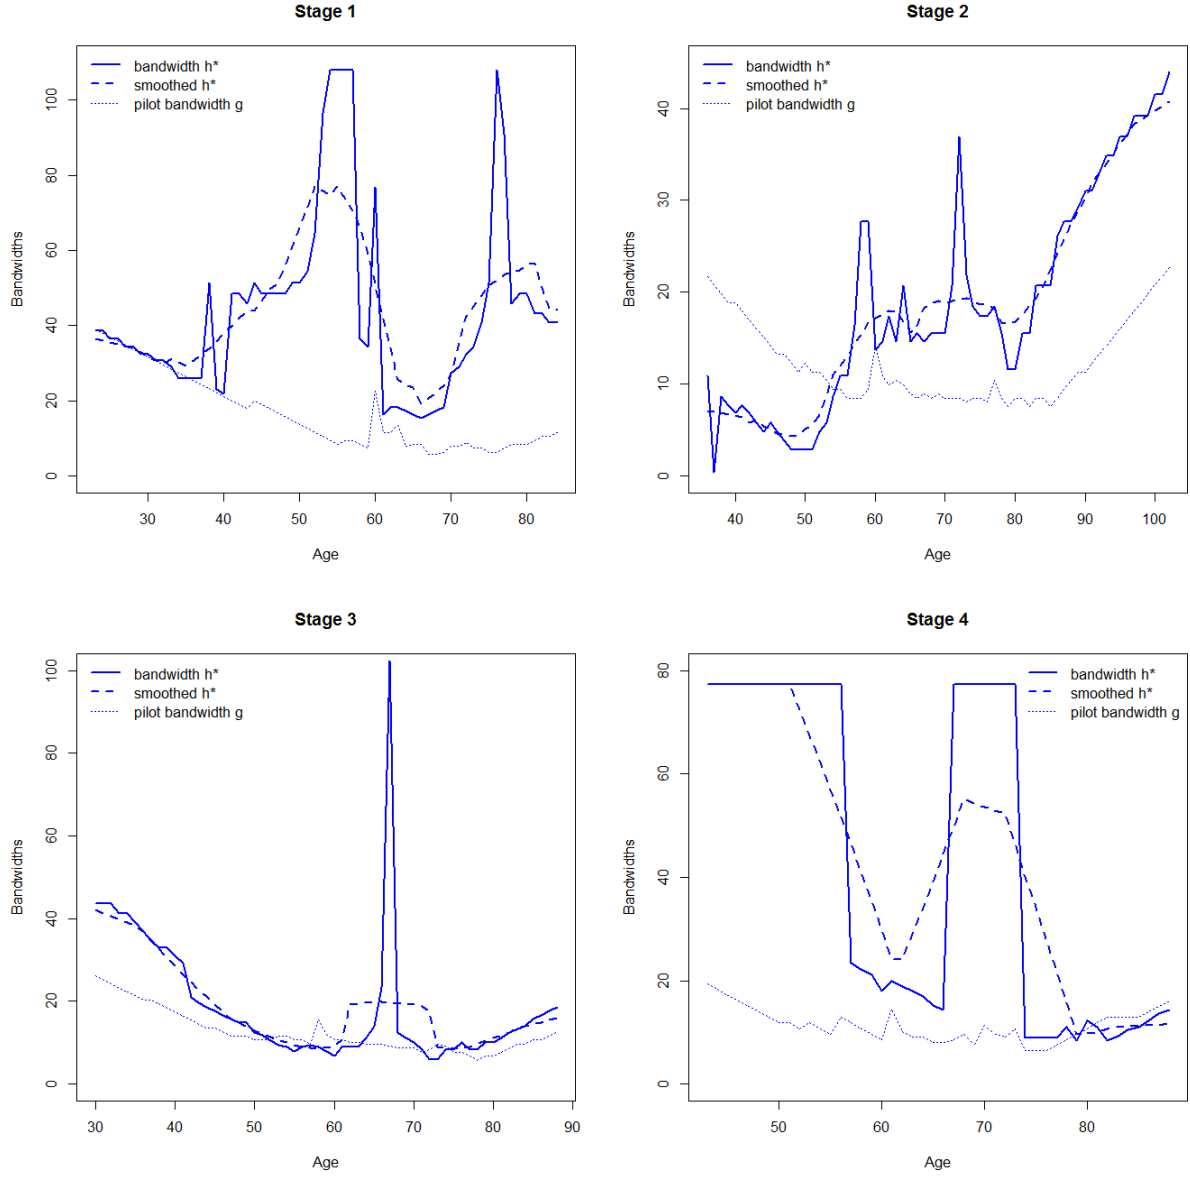 Stage 1
bandwidth h*
smoothed h*
pilot bandwidth g
Bandwidths
0 20 40 60 80 100
30 40 50 60 70 80
Age
Stage 2
bandwidth h*
smoothed h*
pilot bandwidth g
Bandwidths
0 10 20 30 40
40 50 60 70 80 90 100
Age
Stage 3
bandwidth h*
smoothed h*
pilot bandwidth g
Bandwidths
0 20 40 60 80 100
30 40 50 60 70 80 90
Age
Stage 4
bandwidth h*
smoothed h*
pilot bandwidth g
Bandwidths
0 20 40 60 80
50 60 70 80
Age